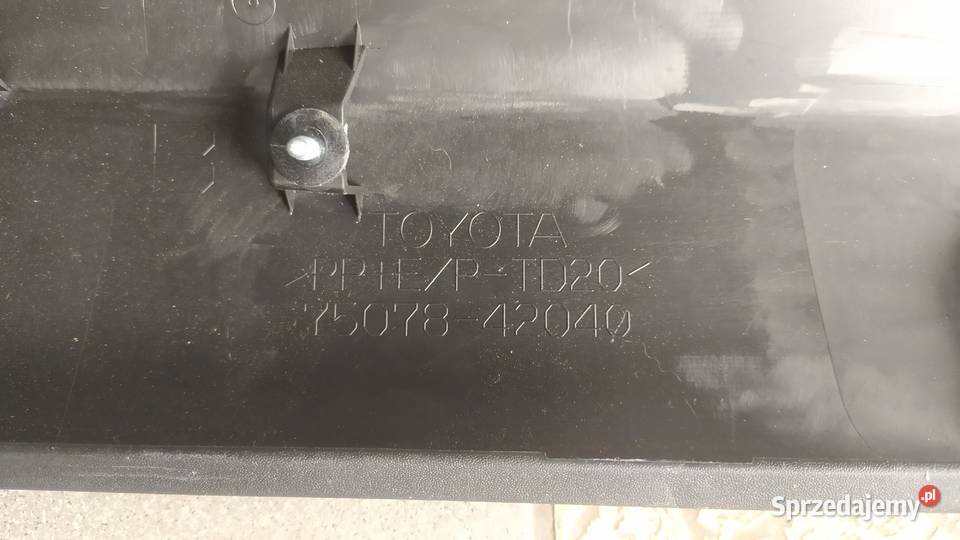 TOYOTA
>PP+E/P-TD20<
75078-42040
Sprzedajemy.pl